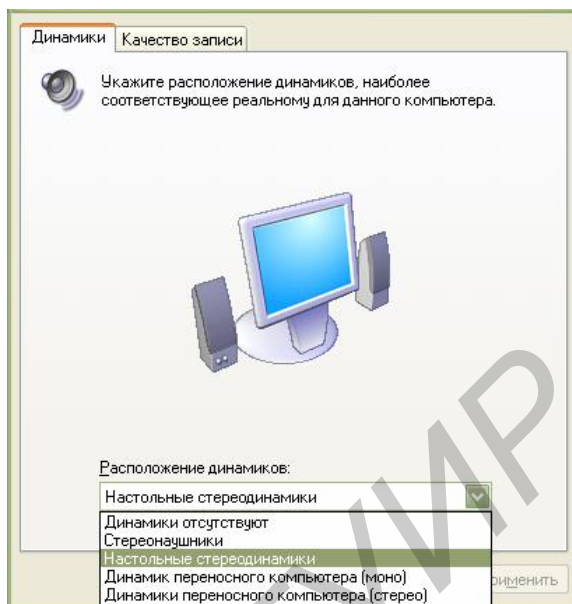 Динамики Качество записи
Укажите расположение динамиков, наиболее
соответствующее реальному для данного компьютера.
Расположение динамиков:
Настольные стереодинамики
Динамики отсутствуют
Стереонаушники
Настольные стереодинамики
Динамик переносного компьютера (моно)
Динамики переносного компьютера (стерео)